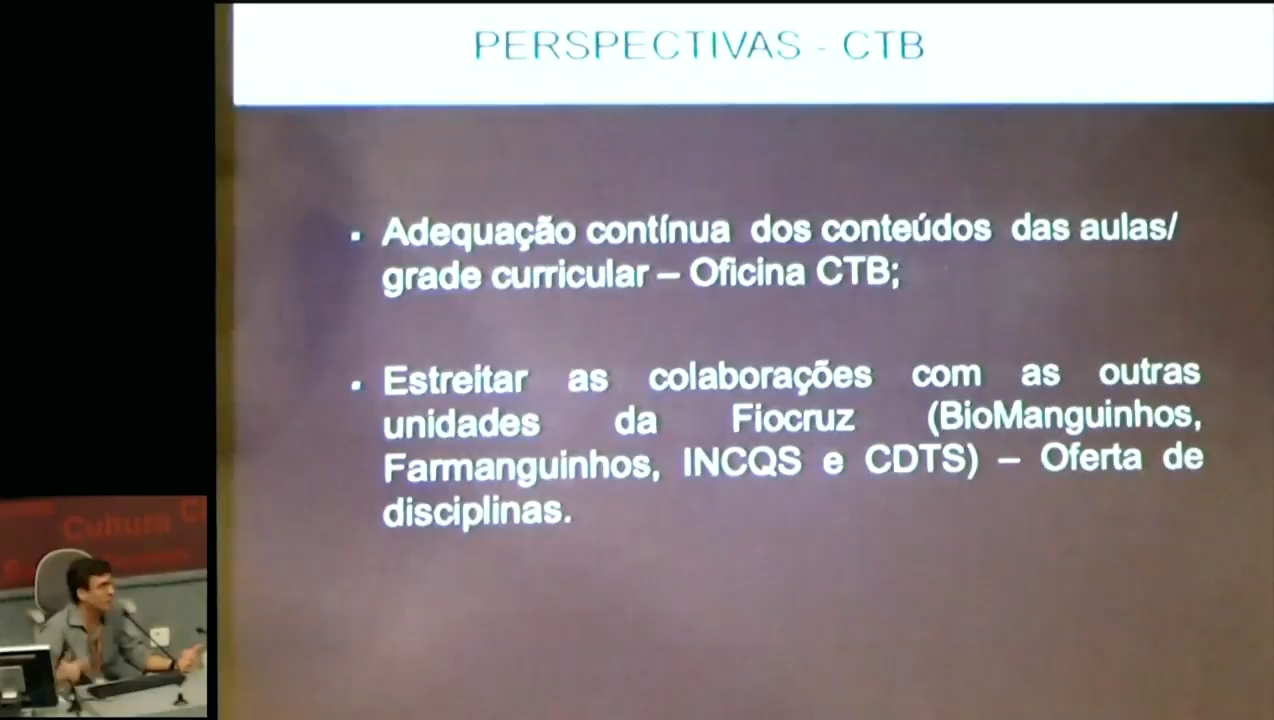 PERSPECTIVAS - CTB
▪ Adequação contínua dos conteúdos das aulas/
grade curricular – Oficina CTB;
▪ Estreitar as colaborações com as outras
unidades da Fiocruz (BioManguinhos,
Farmanguinhos, INCQS e CDTS) – Oferta de
disciplinas.
Cultura